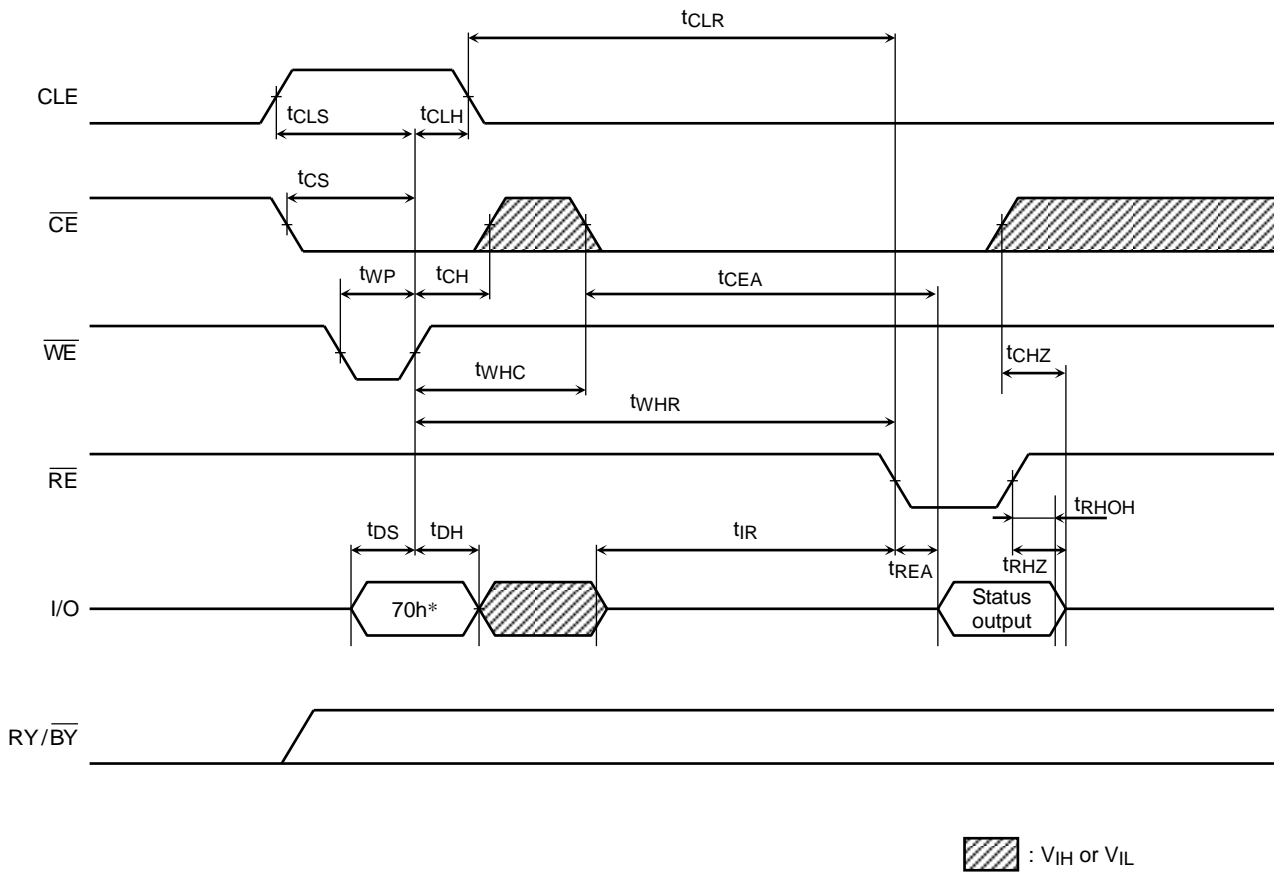 tCLR
CLE
tCLS
tCLH
tCS
CE
tWP
tCH
tCEA
WE
tCHZ
tWHC
tWHR
RE
tRHOH
tDS
tDH
tIR
tREA
tRHZ
I/O
70h*
Status
output
RY/BY
: VIH or VIL